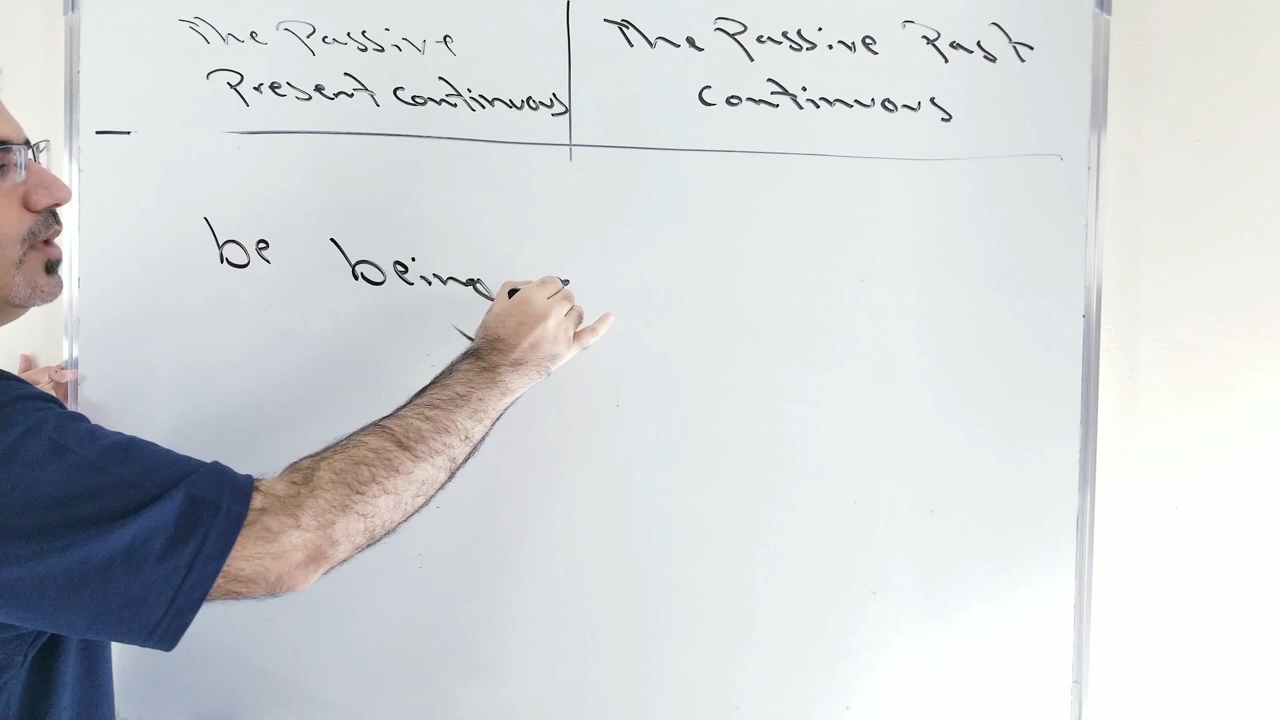 The Passive
Present continuous
The Passive Past
continuous
be being